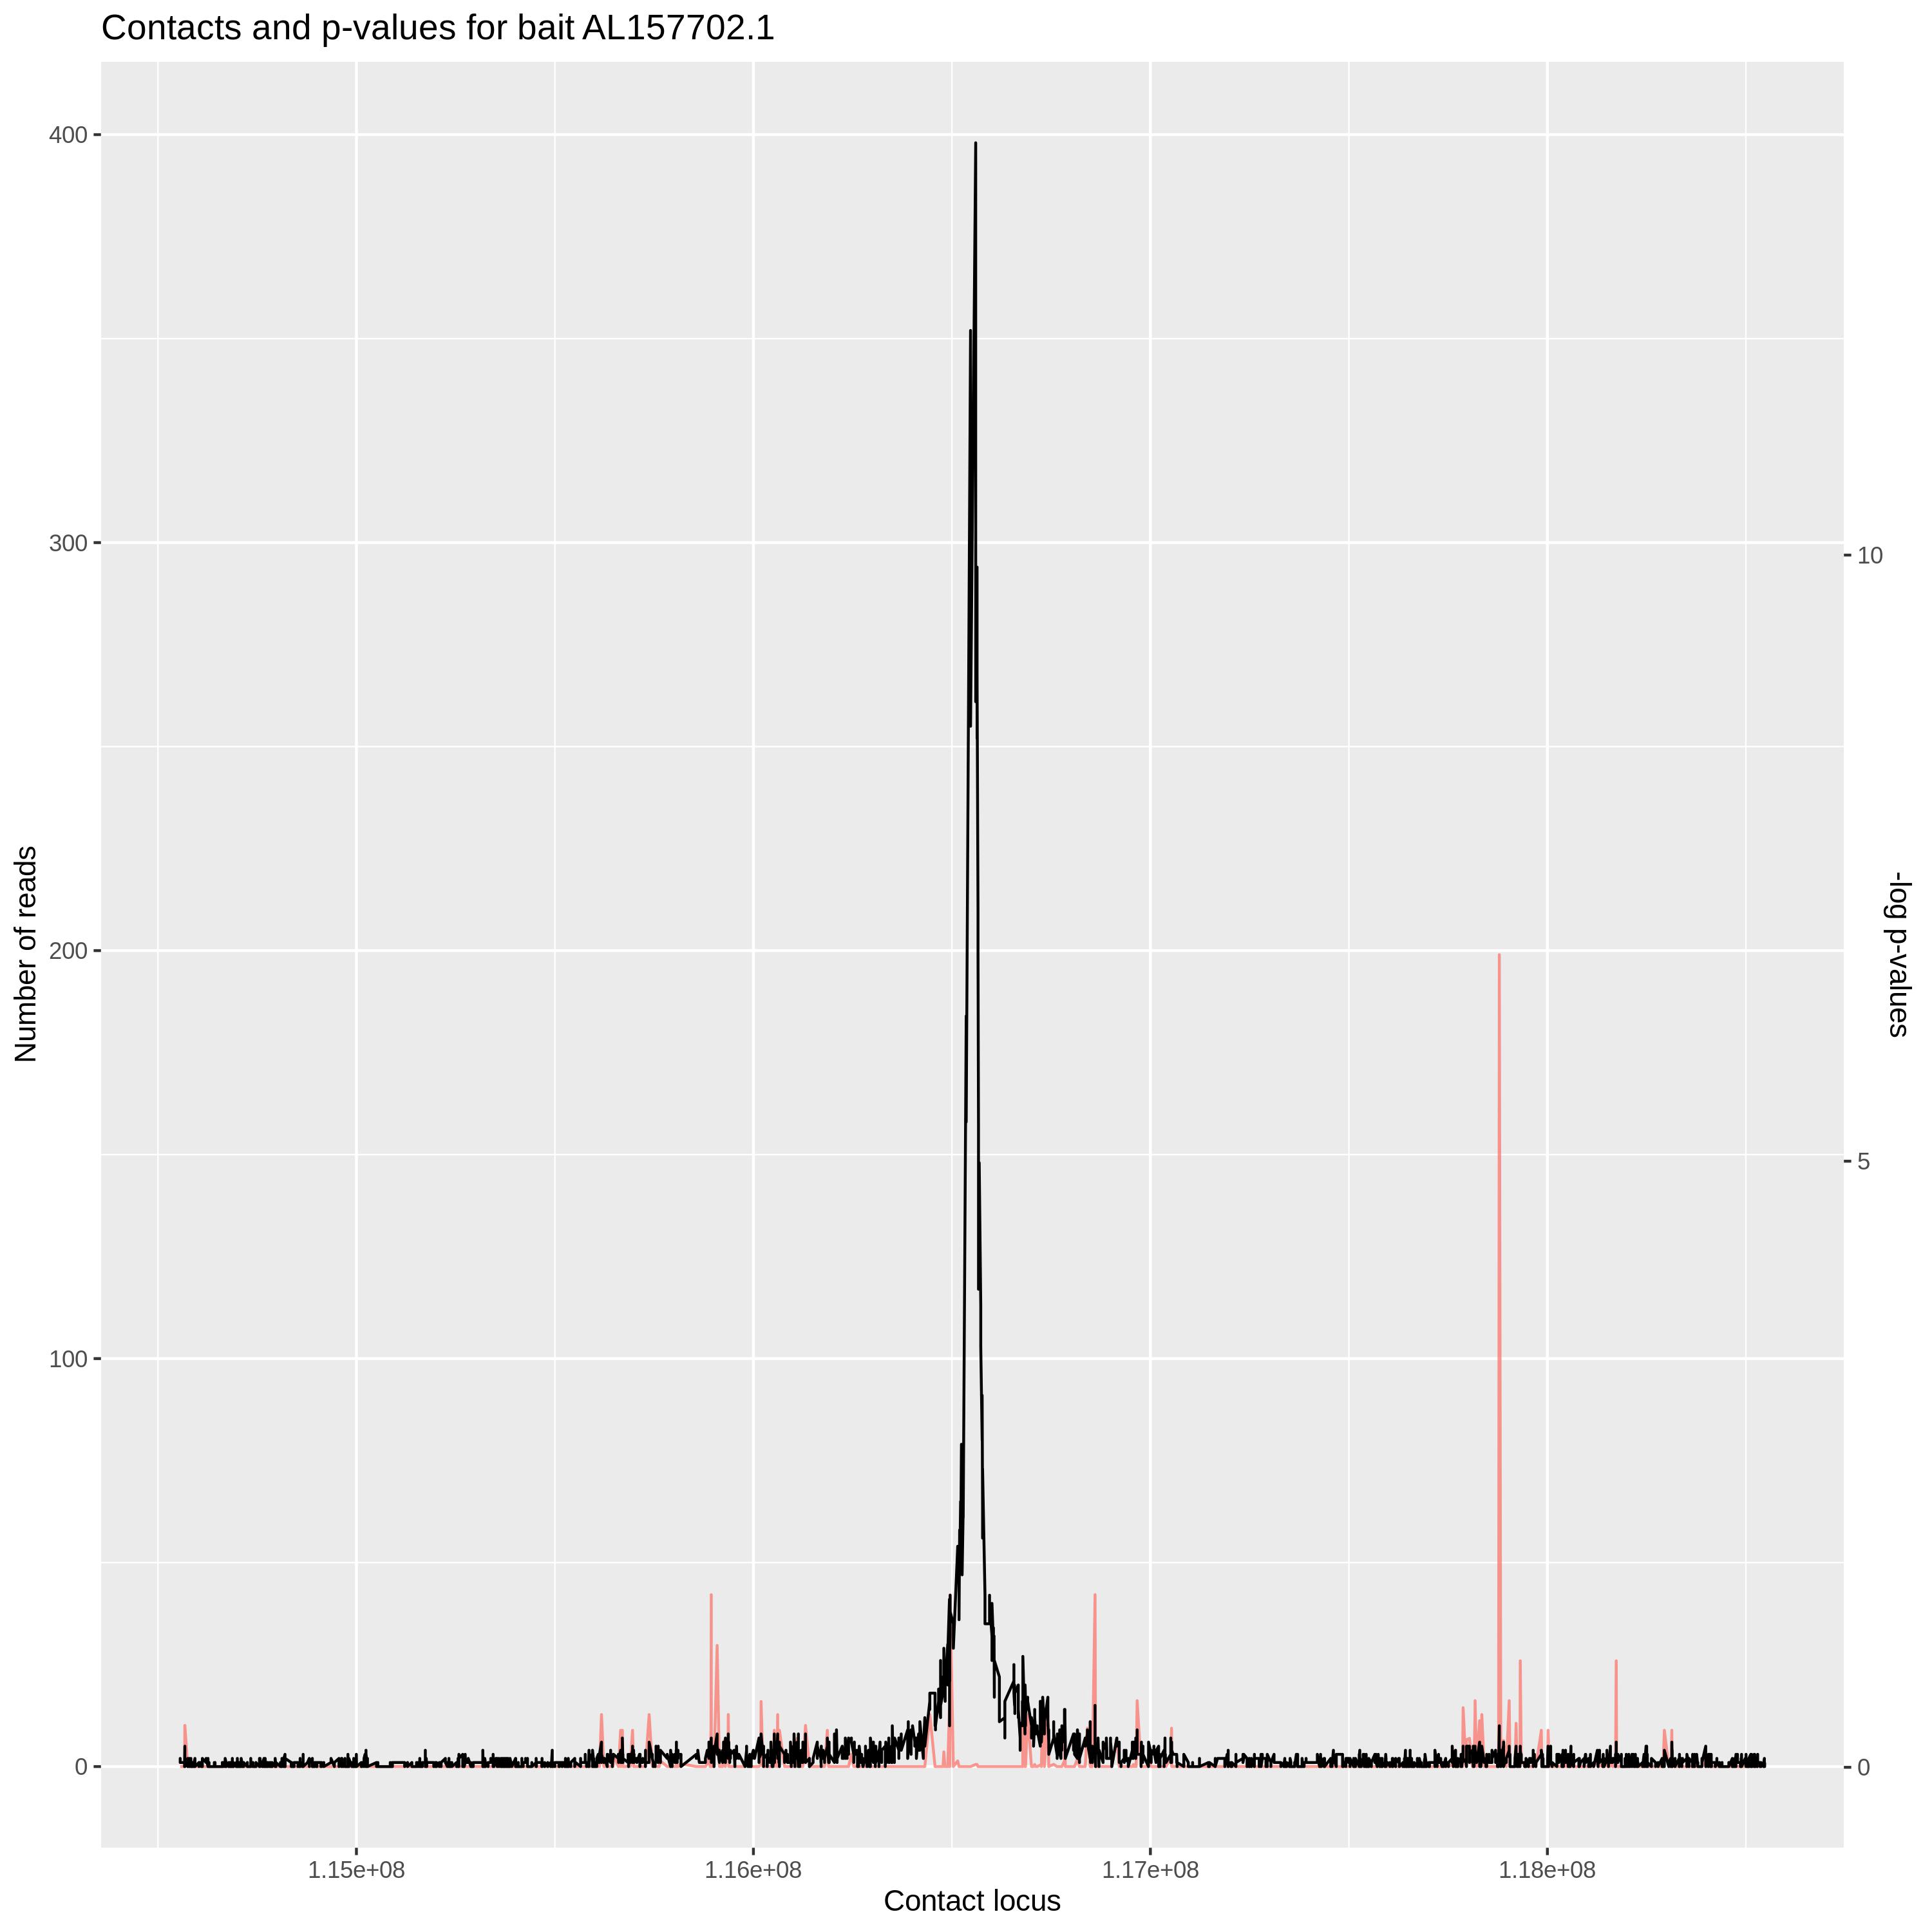 Contacts and p-values for bait AL157702.1
400
300
200
100
0
Number of reads
10
5
0
-log p-values
1.15e+08
1.16e+08
1.17e+08
1.18e+08
Contact locus